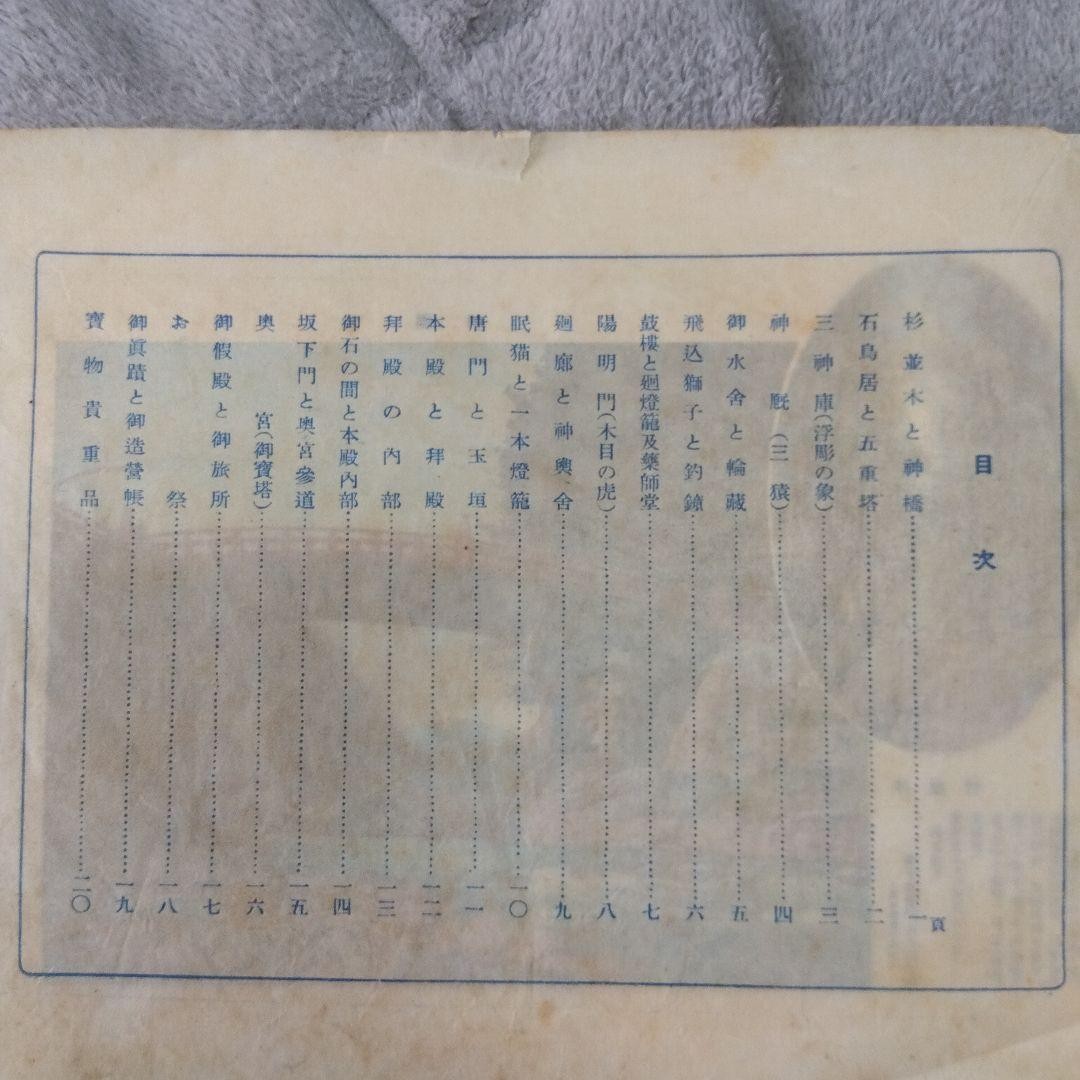 目次
杉並木と神橋……一頁
石鳥居と五重塔……二
三神庫(浮彫の象)……三
神厩(三猿)……四
御水舍と輪藏……五
飛込獅子と釣鐘……六
鼓樓と廻燈籠及藥師堂……七
陽明門(木目の虎)……八
廻廊と神輿舍……九
眠猫と一本燈籠……一〇
唐門と玉垣……一一
本殿と拜殿……一二
拜殿の內部……一三
御石の間と本殿內部……一四
坂下門と奧宮參道……一五
奧宮(御寶塔)……一六
御假殿と御旅所……一七
お祭……一八
御眞蹟と御造營帳……一九
寶物貴重品……二〇